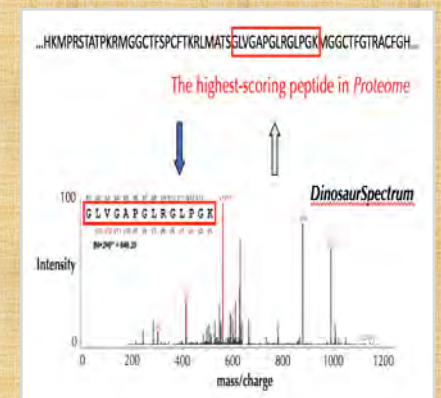 ...HKMPRSTATPKRMGGCTFSPCFTKRLMATSGLVGAPGLRGLPGKMGGCTFGTRACFGH...
The highest-scoring peptide in Proteome
DinosaurSpectrum
100
G L V G A P G L R G L P G K
Intensity
0
0 200 400 600 800 1000 1200
mass/charge